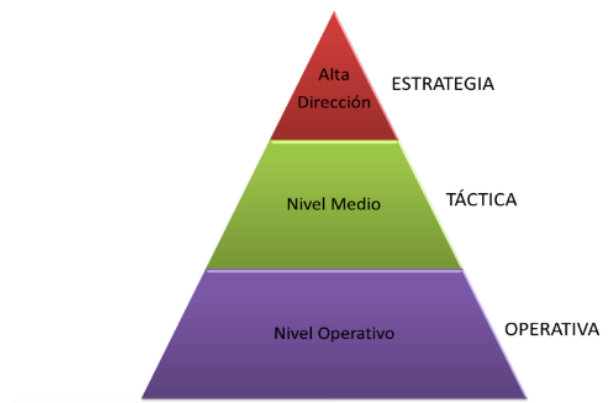 Alta
Dirección
ESTRATEGIA
Nivel Medio
TÁCTICA
Nivel Operativo
OPERATIVA